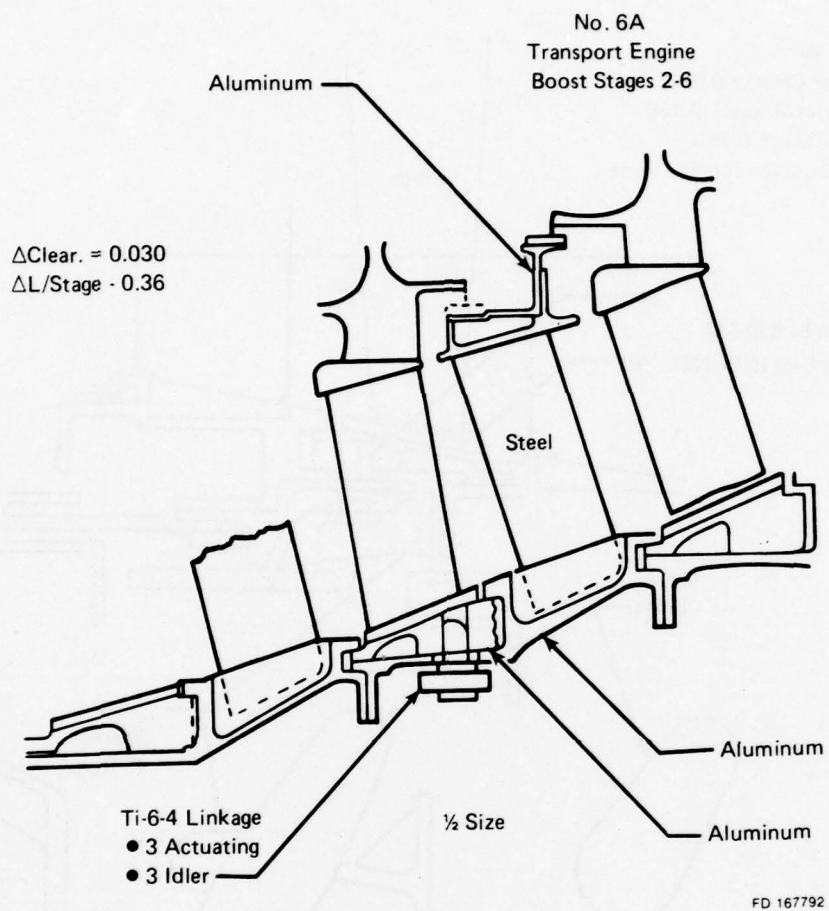 No. 6A
Transport Engine
Boost Stages 2-6
Aluminum
ΔClear. = 0.030
ΔL/Stage - 0.36
Steel
Aluminum
Ti-6-4 Linkage
● 3 Actuating
● 3 Idler
½ Size
Aluminum
FD 167792